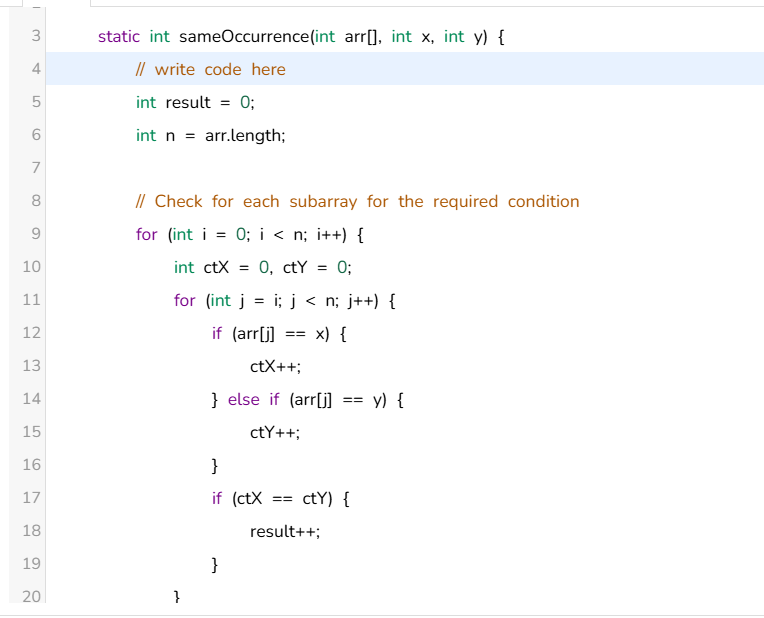 3 static int sameOccurrence(int arr[], int x, int y) {
4 // write code here
5 int result = 0;
6 int n = arr.length;
7
8 // Check for each subarray for the required condition
9 for (int i = 0; i < n; i++) {
10 int ctX = 0, ctY = 0;
11 for (int j = i; j < n; j++) {
12 if (arr[j] == x) {
13 ctX++;
14 } else if (arr[j] == y) {
15 ctY++;
16 }
17 if (ctX == ctY) {
18 result++;
19 }
20 }